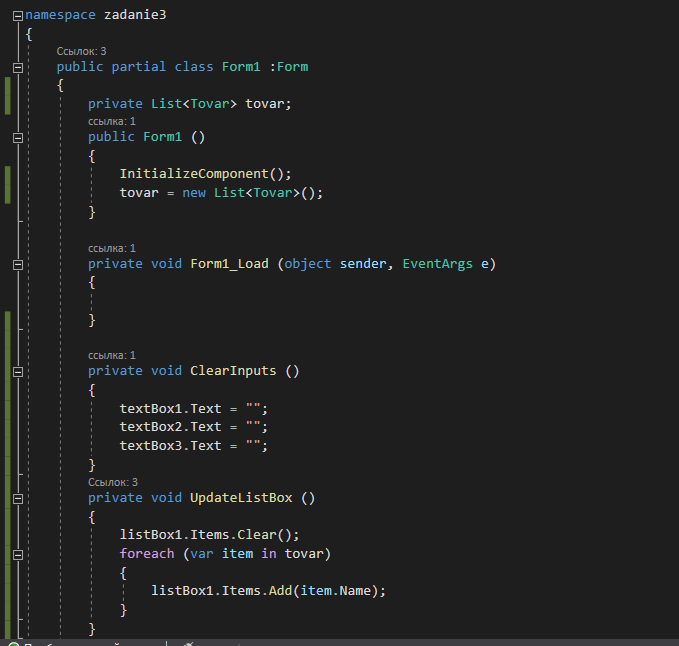 namespace zadanie3
{
Ссылок: 3
public partial class Form1 :Form
{
private List<Tovar> tovar;
ссылка: 1
public Form1 ()
{
InitializeComponent();
tovar = new List<Tovar>();
}
ссылка: 1
private void Form1_Load (object sender, EventArgs e)
{
}
ссылка: 1
private void ClearInputs ()
{
textBox1.Text = "";
textBox2.Text = "";
textBox3.Text = "";
}
Ссылок: 3
private void UpdateListBox ()
{
listBox1.Items.Clear();
foreach (var item in tovar)
{
listBox1.Items.Add(item.Name);
}
}